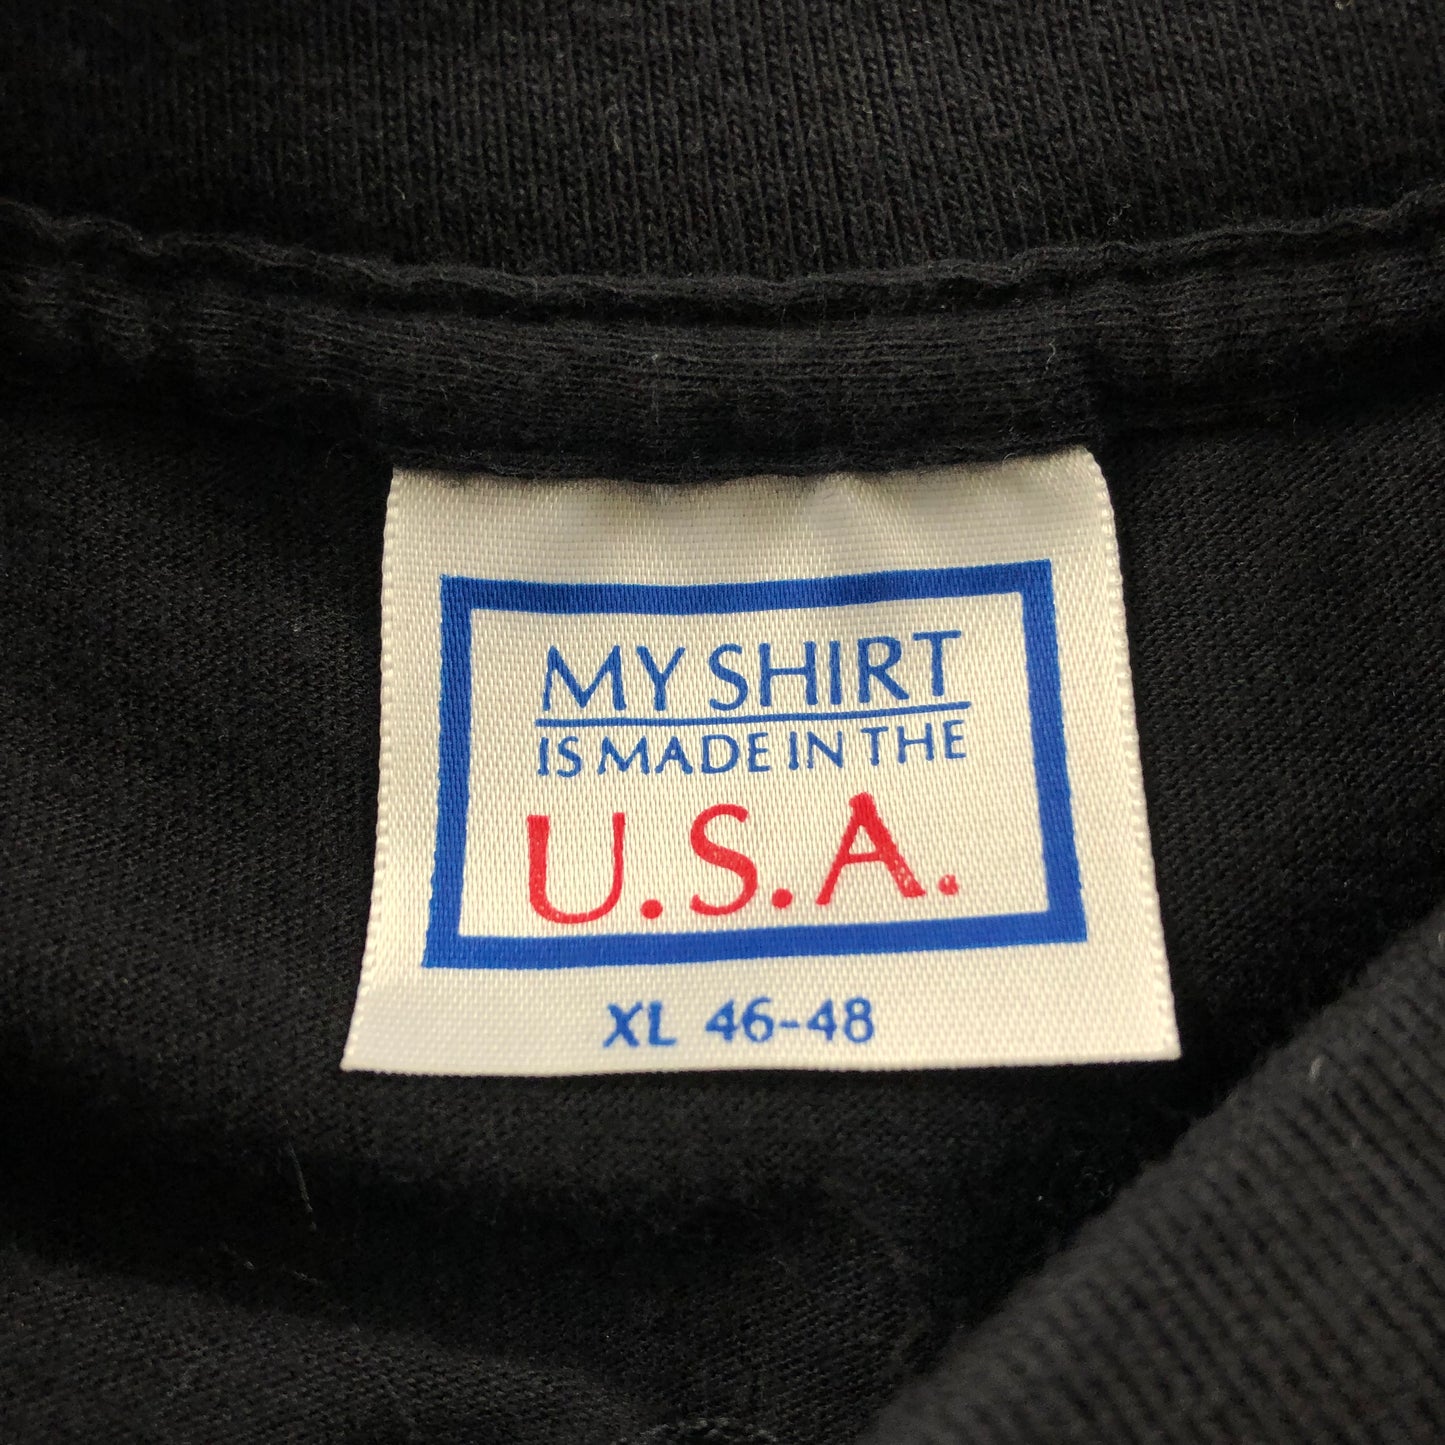 MY SHIRT
IS MADE IN THE
U.S.A.
XL 46-48